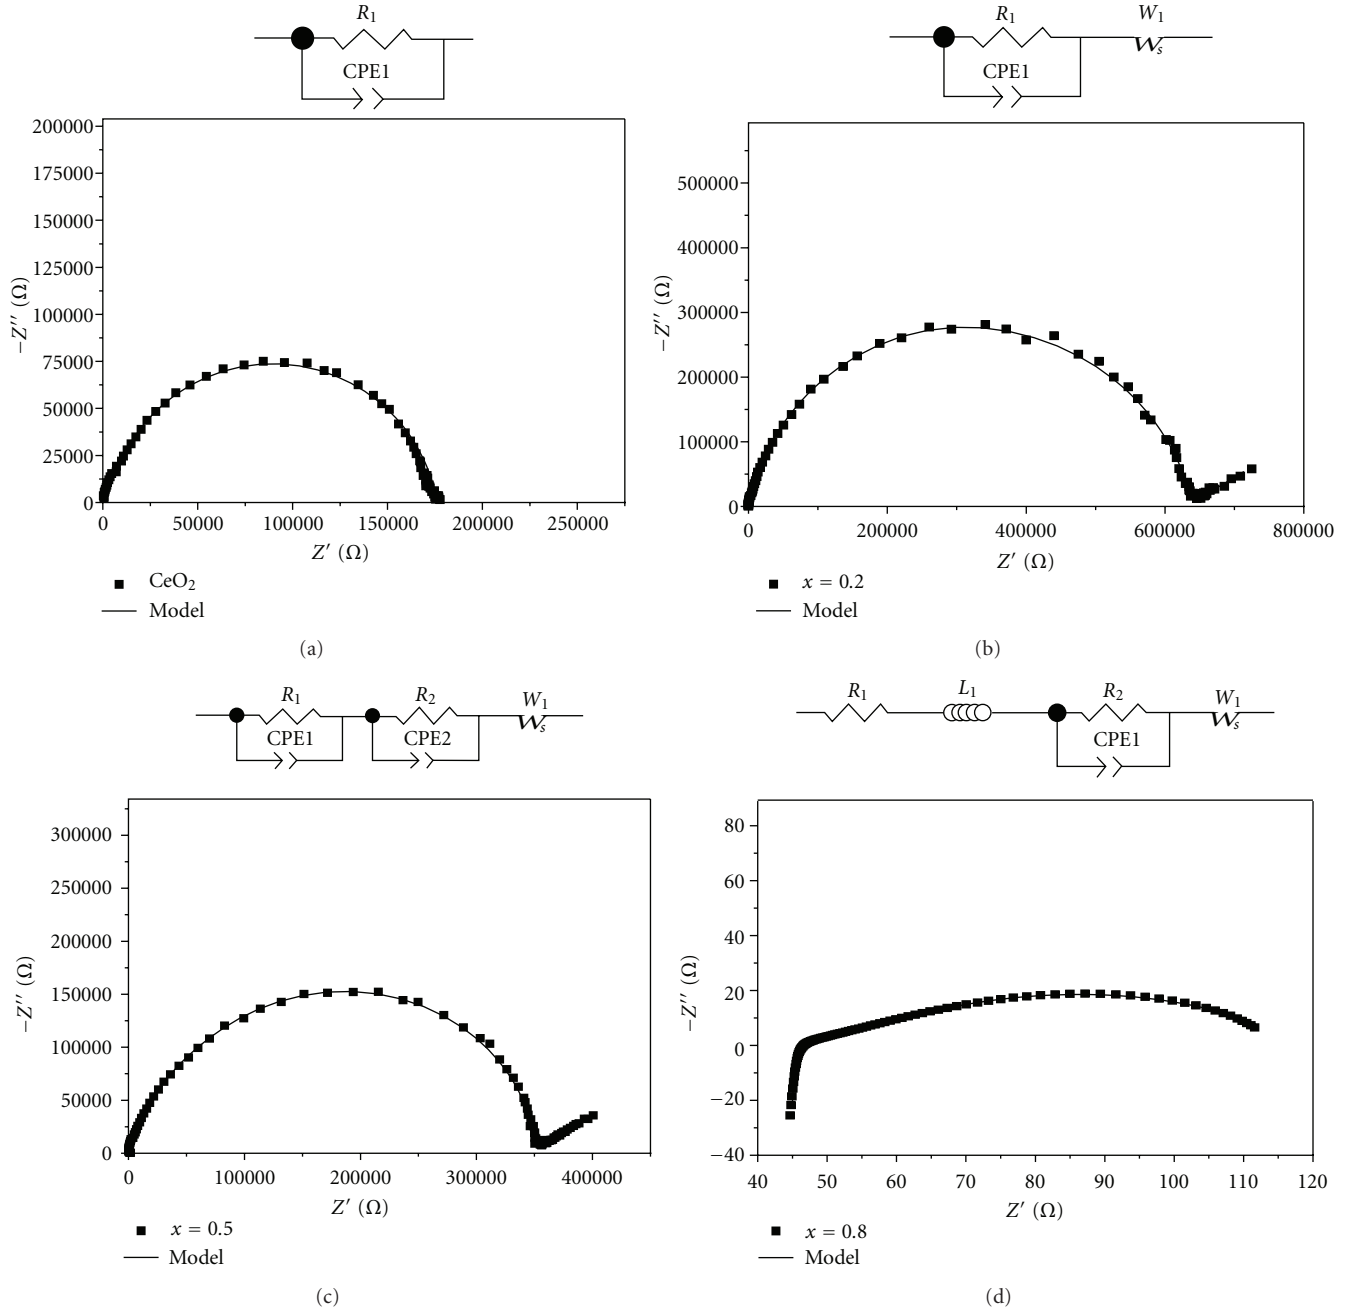 R1
CPE1
200000
175000
150000
125000
100000
75000
50000
25000
0
−Z′′ (Ω)
0 50000 100000 150000 200000 250000
Z′ (Ω)
CeO2
Model
(a)
R1 W1
CPE1 Ws
500000
400000
300000
200000
100000
0
−Z′′ (Ω)
0 200000 400000 600000 800000
Z′ (Ω)
x = 0.2
Model
(b)
R1 R2 W1
CPE1 CPE2 Ws
300000
250000
200000
150000
100000
50000
0
−Z′′ (Ω)
0 100000 200000 300000 400000
Z′ (Ω)
x = 0.5
Model
(c)
R1 L1 R2 W1
CPE1 Ws
80
60
40
20
0
−20
−40
−Z′′ (Ω)
40 50 60 70 80 90 100 110 120
Z′ (Ω)
x = 0.8
Model
(d)